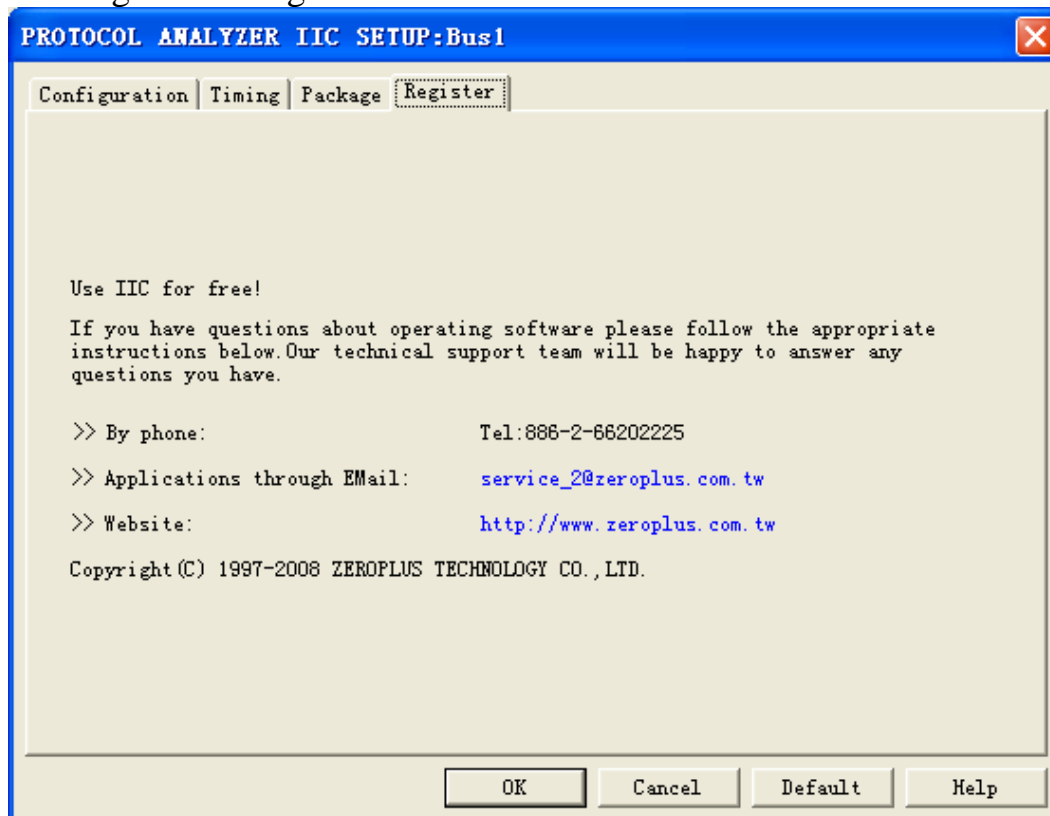 PROTOCOL ANALYZER IIC SETUP:Bus1
Configuration Timing Package Register
Use IIC for free!
If you have questions about operating software please follow the appropriate
instructions below.Our technical support team will be happy to answer any
questions you have.
>> By phone: Tel:886-2-66202225
>> Applications through EMail: service_2@zeroplus.com.tw
>> Website: http://www.zeroplus.com.tw
Copyright(C) 1997-2008 ZEROPLUS TECHNOLOGY CO.,LTD.
OK Cancel Default Help